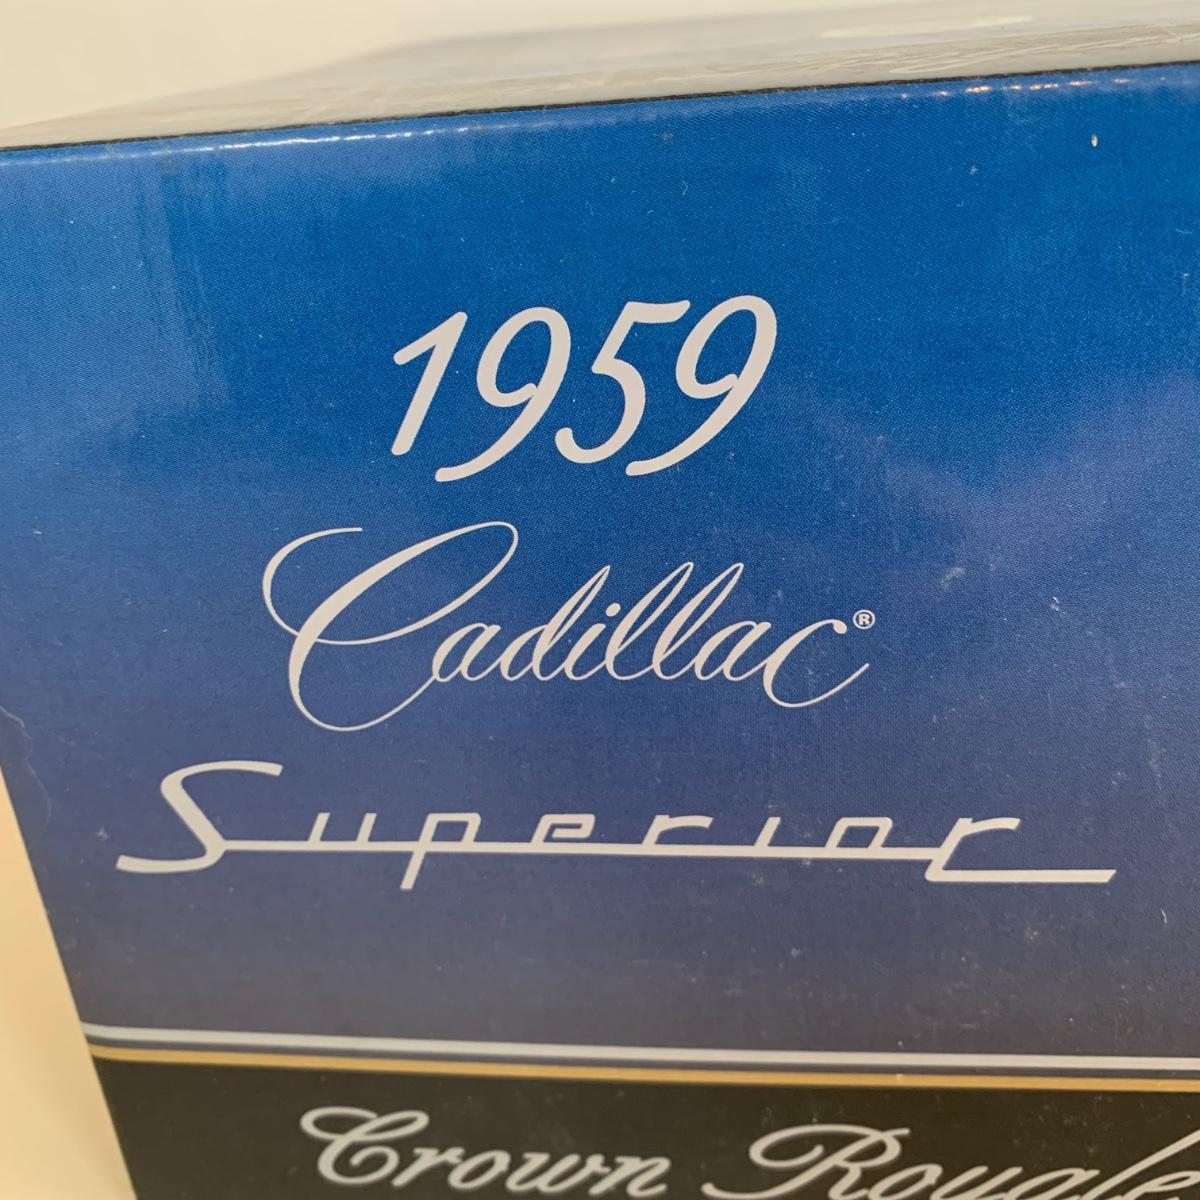 1959
Cadillac®
Superior
Crown Royale